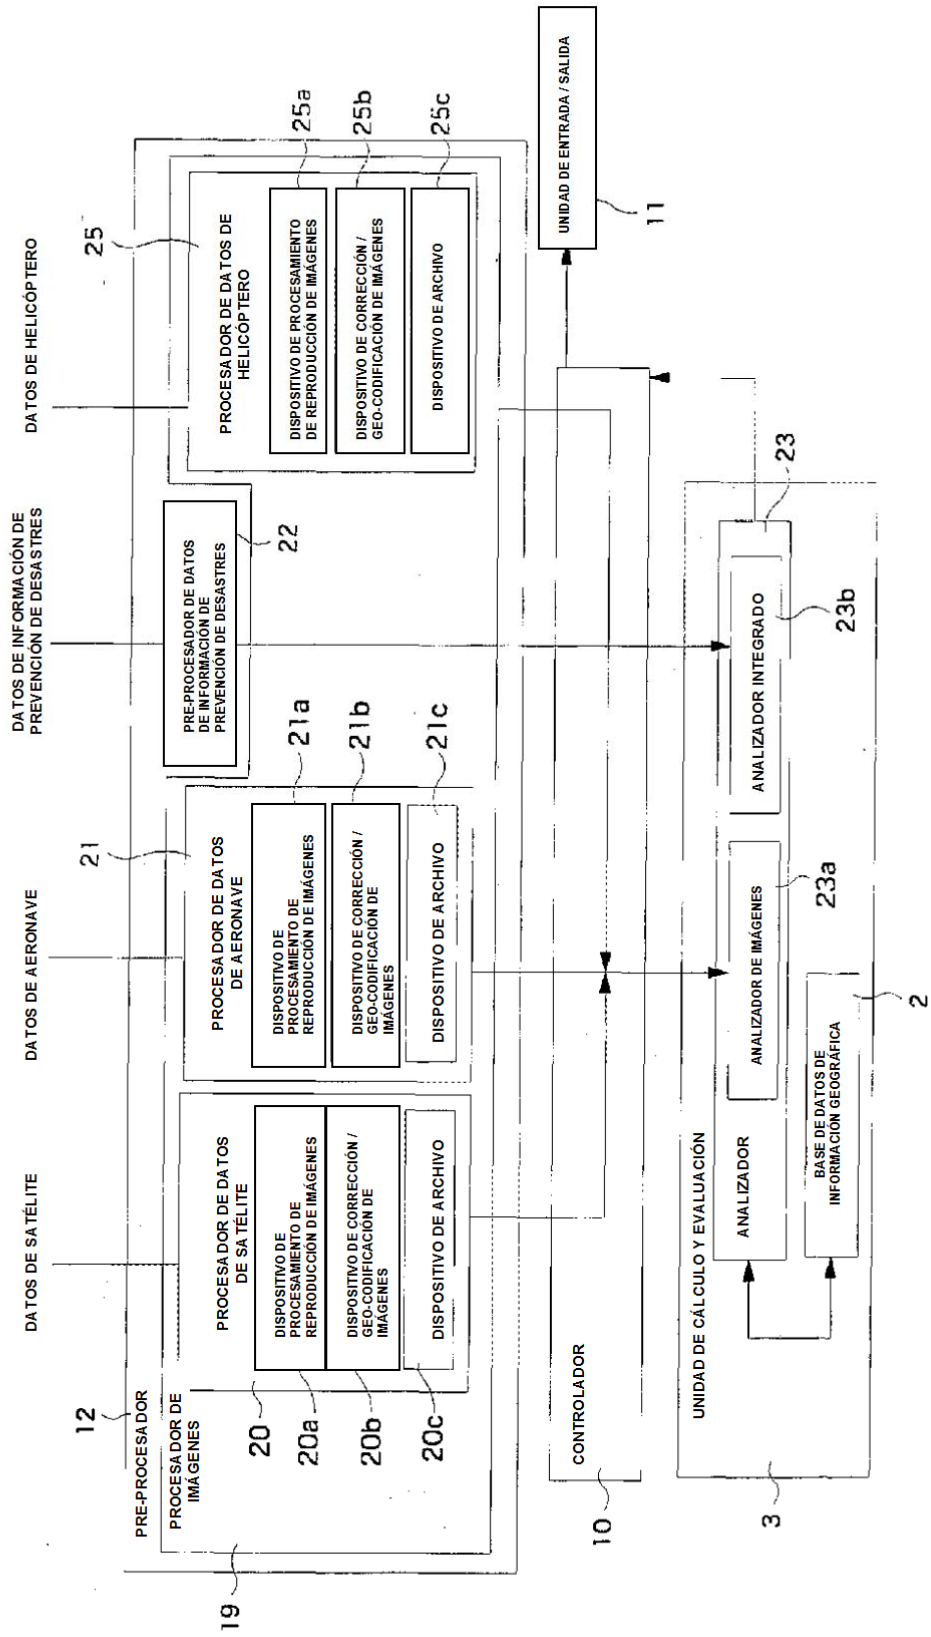 DATOS DE SATÉLITE
DATOS DE AERONAVE
DATOS DE INFORMACIÓN DE
PREVENCIÓN DE DESASTRES
DATOS DE HELICÓPTERO
12
PRE-PROCESADOR
PROCESADOR DE
IMÁGENES
19
PROCESADOR DE DATOS
DE SATÉLITE
20
DISPOSITIVO DE
PROCESAMIENTO DE
REPRODUCCIÓN DE IMÁGENES
20a
DISPOSITIVO DE CORRECCIÓN /
GEO-CODIFICACIÓN DE
IMÁGENES
20b
DISPOSITIVO DE ARCHIVO
20c
21
PROCESADOR DE DATOS
DE AERONAVE
DISPOSITIVO DE
PROCESAMIENTO DE
REPRODUCCIÓN DE IMÁGENES
21a
DISPOSITIVO DE CORRECCIÓN /
GEO-CODIFICACIÓN DE
IMÁGENES
21b
DISPOSITIVO DE ARCHIVO
21c
PRE-PROCESADOR DE DATOS
DE INFORMACIÓN DE
PREVENCIÓN DE DESASTRES
22
25
PROCESADOR DE DATOS DE
HELICÓPTERO
DISPOSITIVO DE PROCESAMIENTO
DE REPRODUCCIÓN DE IMÁGENES
25a
DISPOSITIVO DE CORRECCIÓN /
GEO-CODIFICACIÓN DE IMÁGENES
25b
DISPOSITIVO DE ARCHIVO
25c
CONTROLADOR
10
UNIDAD DE ENTRADA / SALIDA
11
UNIDAD DE CÁLCULO Y EVALUACIÓN
3
ANALIZADOR
ANALIZADOR DE IMÁGENES
23a
ANALIZADOR INTEGRADO
23b
23
BASE DE DATOS DE
INFORMACIÓN GEOGRÁFICA
2